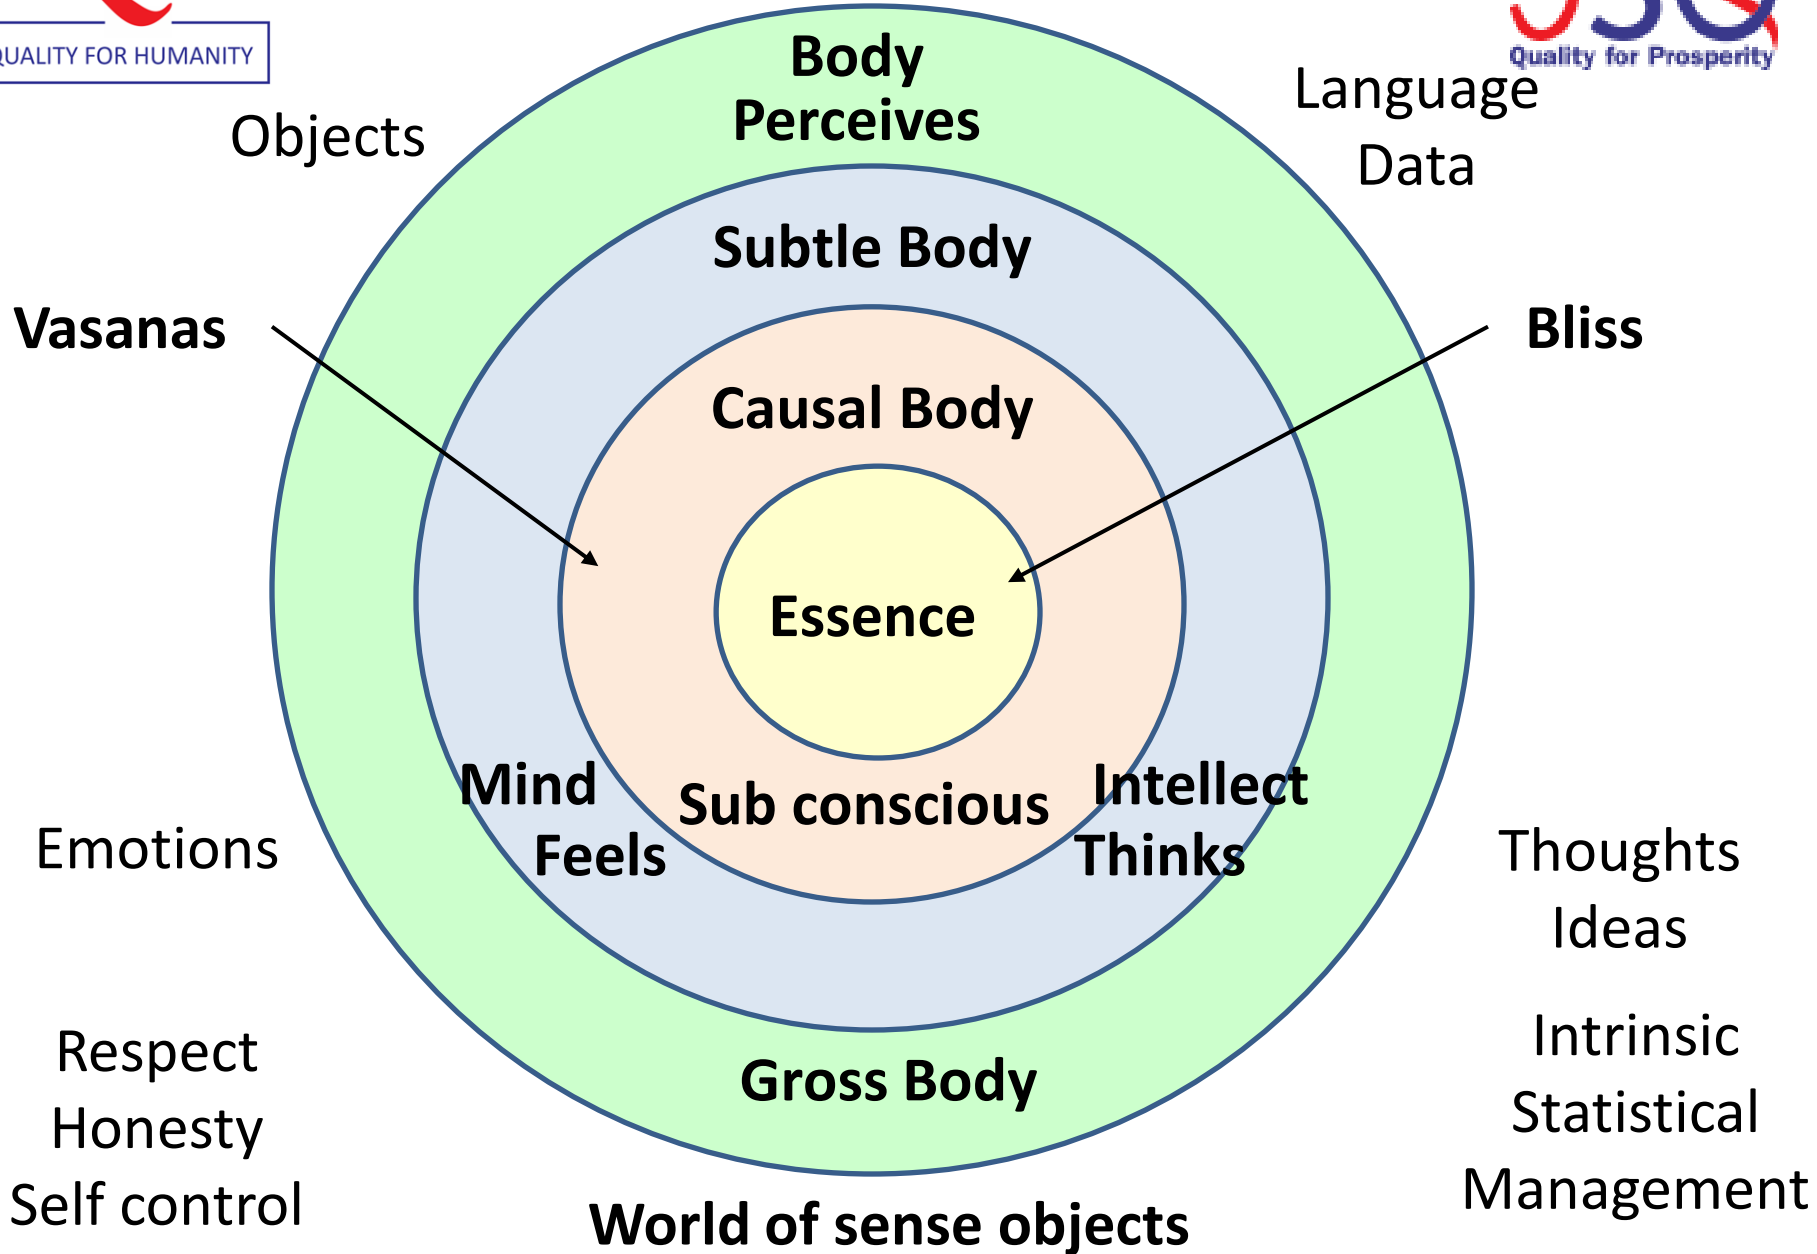 QUALITY FOR HUMANITY
Quality for Prosperity
Body
Perceives
Objects
Language
Data
Subtle Body
Vasanas
Bliss
Causal Body
Essence
Mind
Feels
Sub conscious
Intellect
Thinks
Emotions
Thoughts
Ideas
Respect
Honesty
Self control
Gross Body
Intrinsic
Statistical
Management
World of sense objects